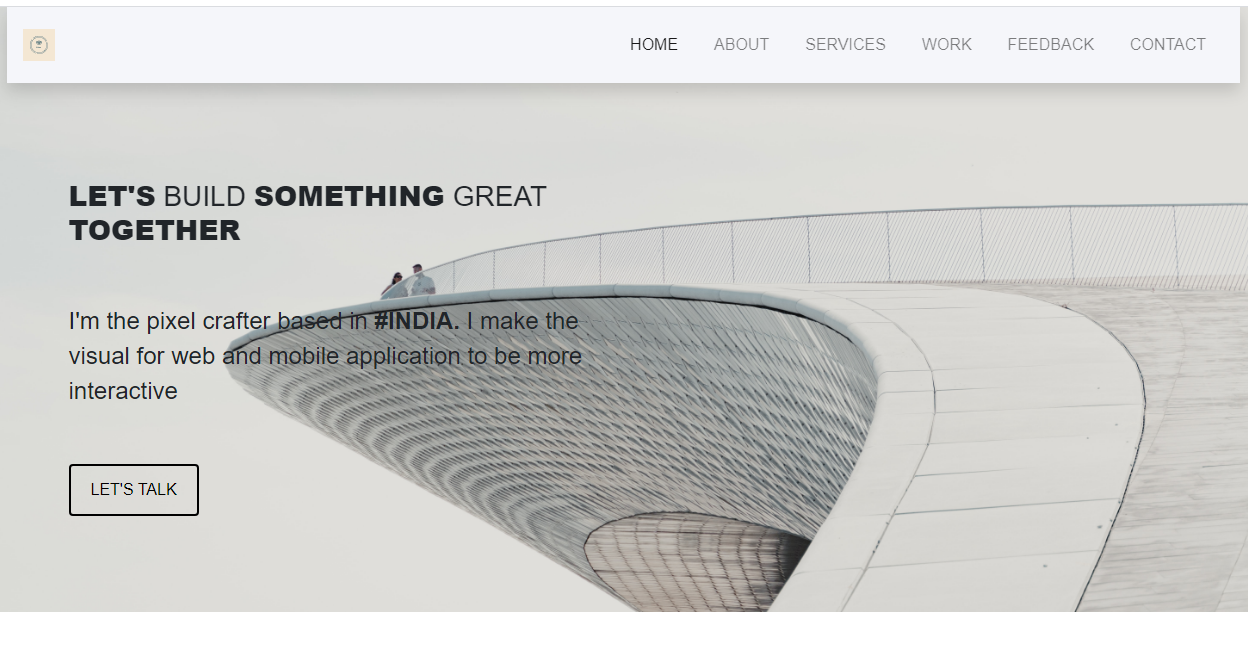 HOME ABOUT SERVICES WORK FEEDBACK CONTACT
LET'S BUILD SOMETHING GREAT
TOGETHER
I'm the pixel crafter based in #INDIA. I make the
visual for web and mobile application to be more
interactive
LET'S TALK